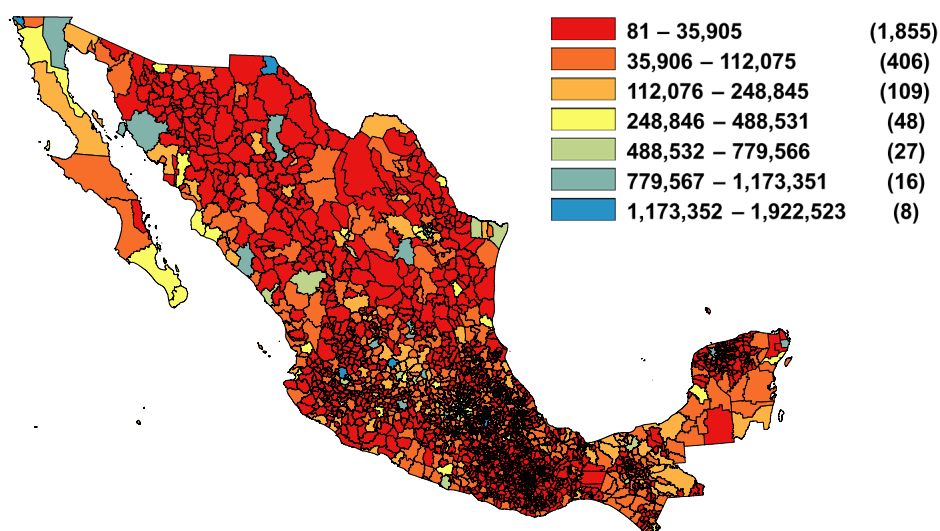 81 – 35,905 (1,855)
35,906 – 112,075 (406)
112,076 – 248,845 (109)
248,846 – 488,531 (48)
488,532 – 779,566 (27)
779,567 – 1,173,351 (16)
1,173,352 – 1,922,523 (8)